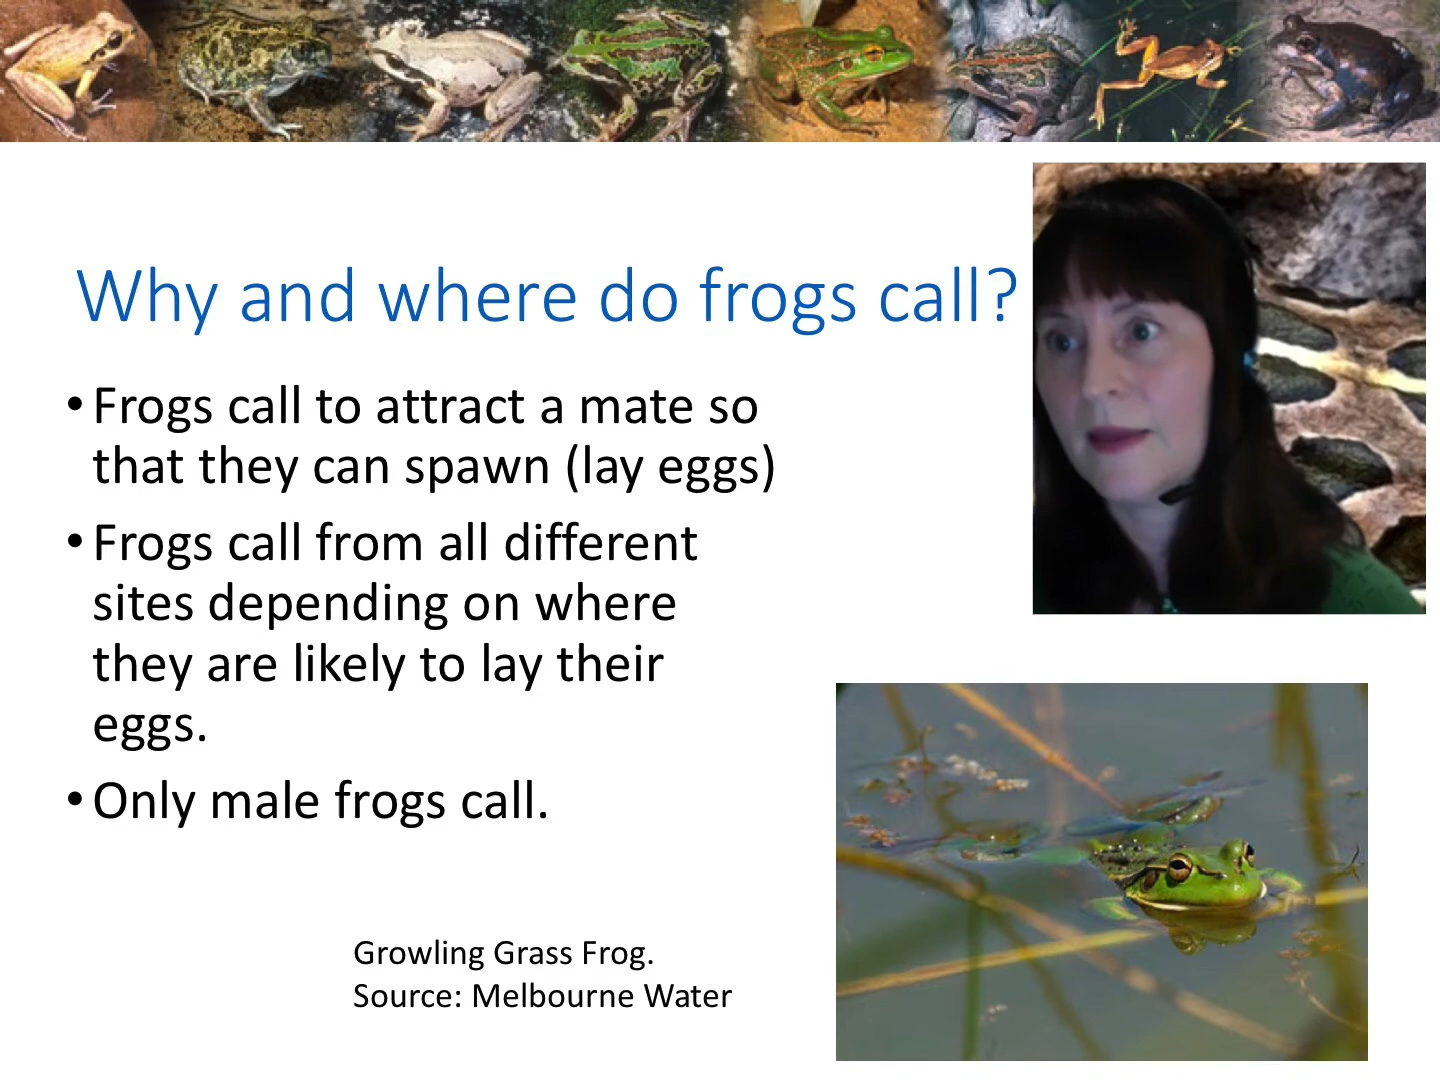 Why and where do frogs call?
•Frogs call to attract a mate so
that they can spawn (lay eggs)
•Frogs call from all different
sites depending on where
they are likely to lay their
eggs.
•Only male frogs call.
Growling Grass Frog.
Source: Melbourne Water